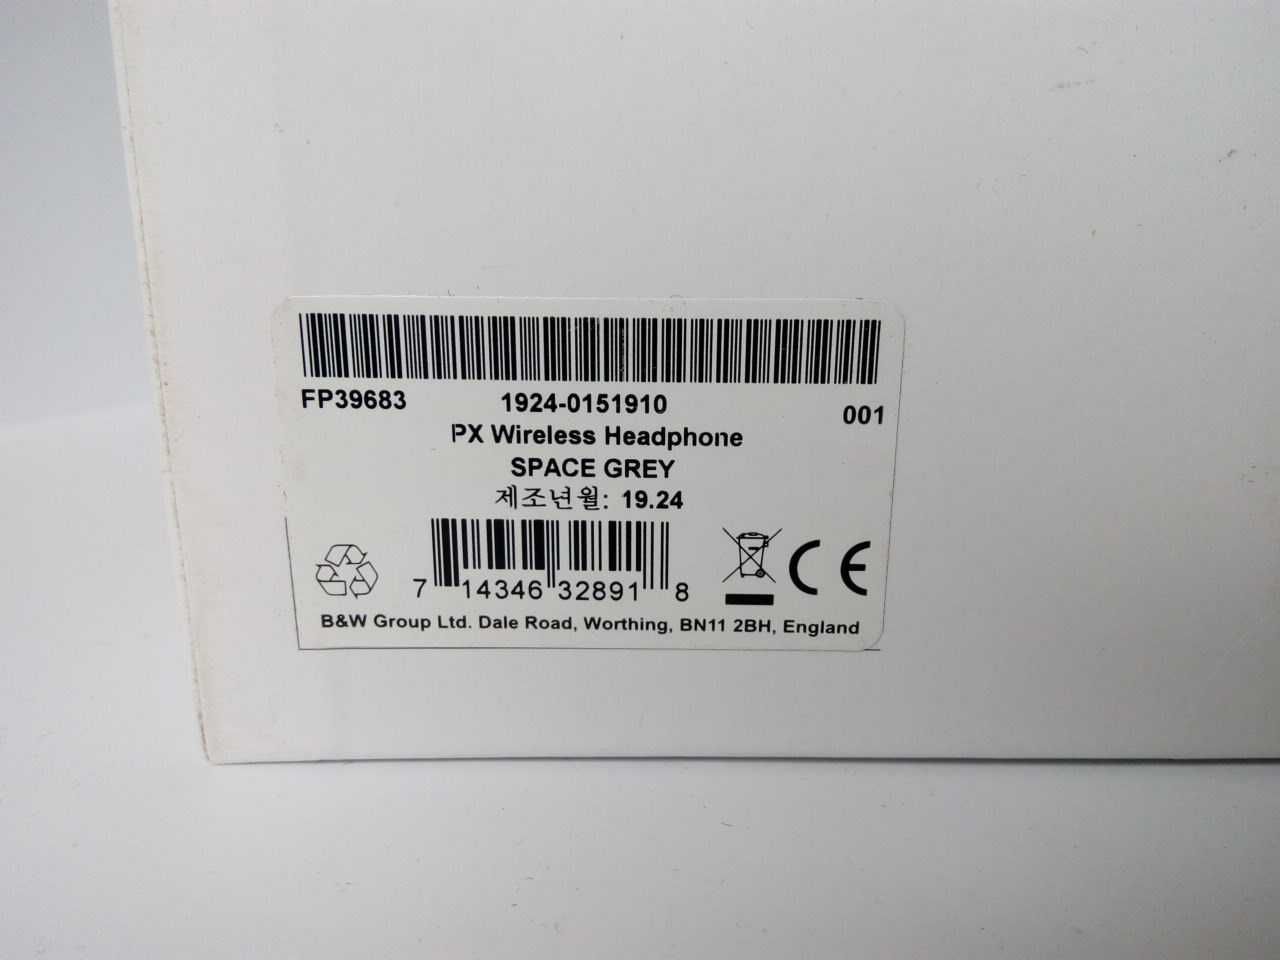 FP39683 1924-0151910 001
PX Wireless Headphone
SPACE GREY
제조년월: 19.24
7 14346 32891 8
CE
B&W Group Ltd. Dale Road, Worthing, BN11 2BH, England